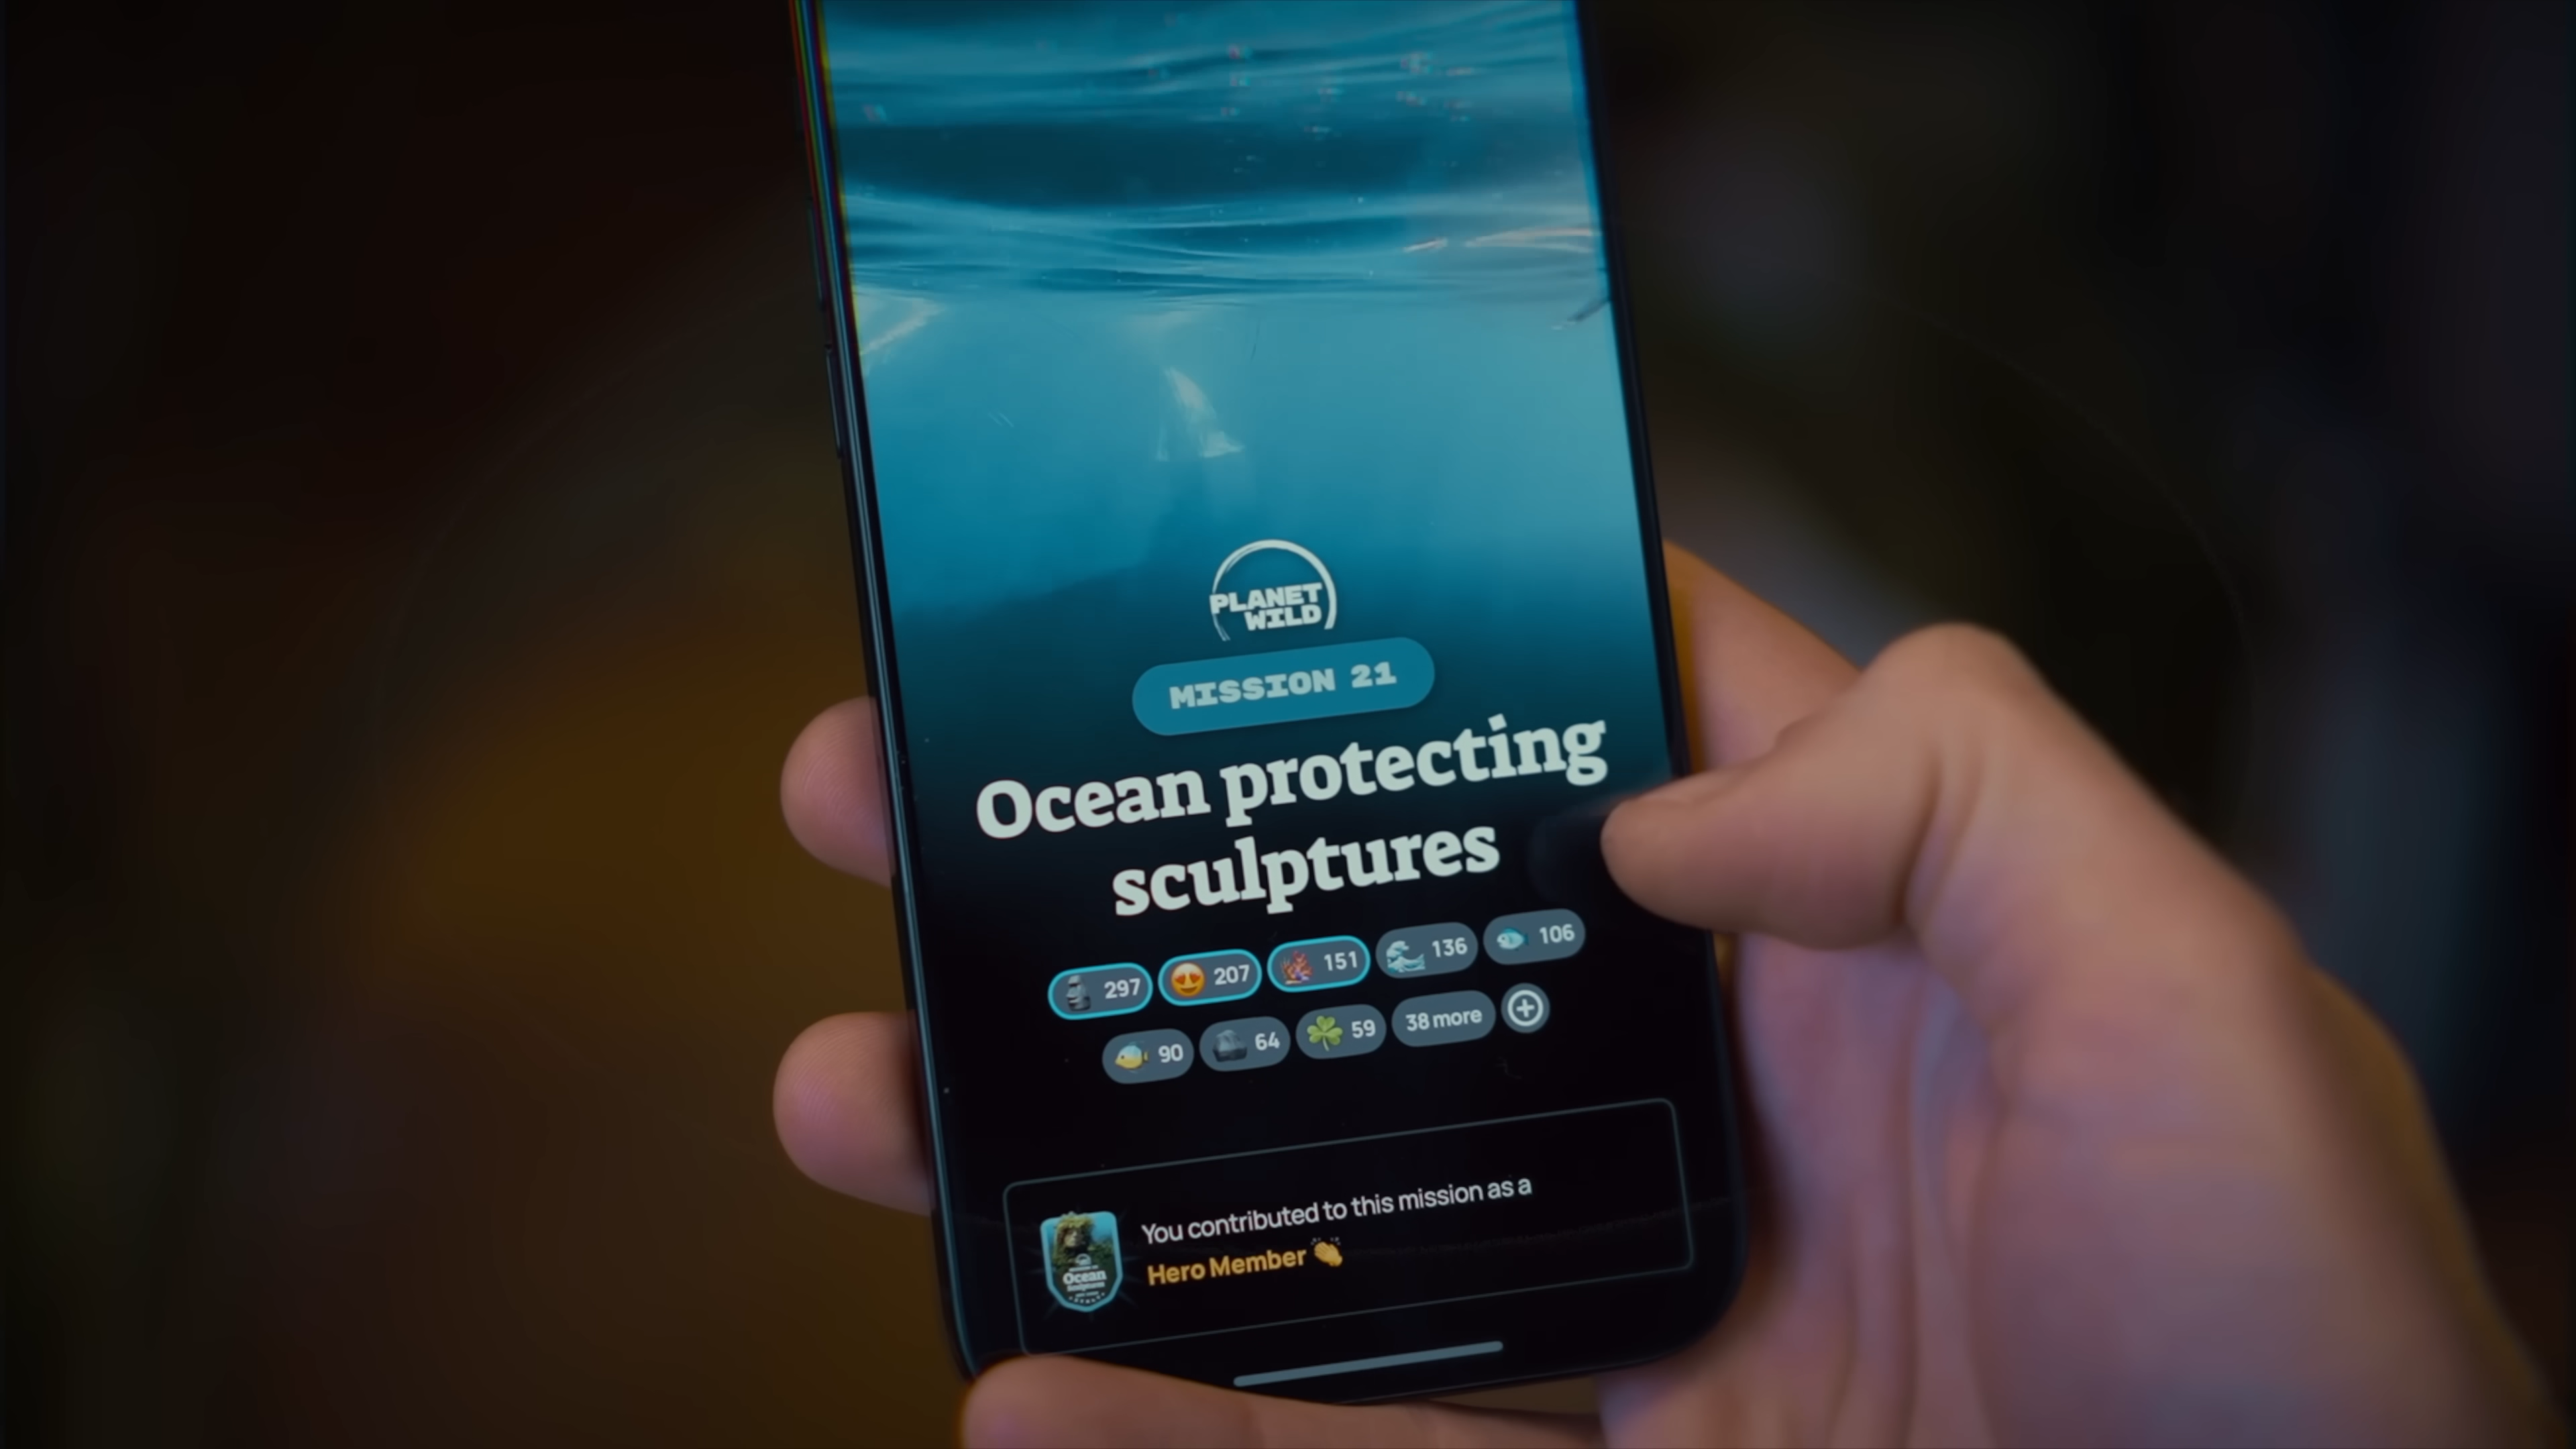 PLANET
WILD
MISSION 21
Ocean protecting
sculptures
297 207 151 136 106
90 64 59 38 more
You contributed to this mission as a
Hero Member
Ocean